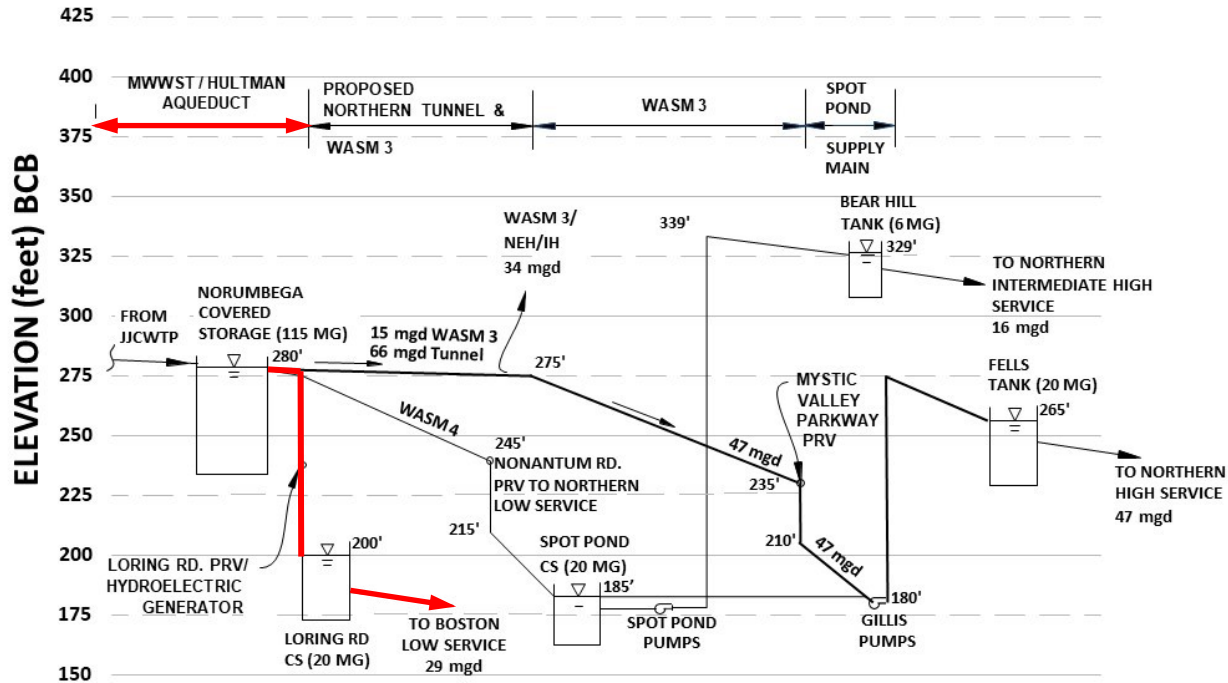 ELEVATION (feet) BCB
425
400
375
350
325
300
275
250
225
200
175
150
MWWST / HULTMAN
AQUEDUCT
PROPOSED
NORTHERN TUNNEL &
WASM 3
WASM 3
SPOT
POND
SUPPLY
MAIN
FROM
JJCWTP
NORUMBEGA
COVERED
STORAGE (115 MG)
280'
15 mgd WASM 3
66 mgd Tunnel
WASM 3/
NEH/IH
34 mgd
275'
339'
BEAR HILL
TANK (6 MG)
329'
TO NORTHERN
INTERMEDIATE HIGH
SERVICE
16 mgd
FELLS
TANK (20 MG)
265'
TO NORTHERN
HIGH SERVICE
47 mgd
MYSTIC
VALLEY
PARKWAY
PRV
47 mgd
235'
210'
47 mgd
180'
GILLIS
PUMPS
WASM 4
245'
NONANTUM RD.
PRV TO NORTHERN
LOW SERVICE
215'
SPOT POND
CS (20 MG)
185'
SPOT POND
PUMPS
LORING RD. PRV/
HYDROELECTRIC
GENERATOR
200'
LORING RD
CS (20 MG)
TO BOSTON
LOW SERVICE
29 mgd